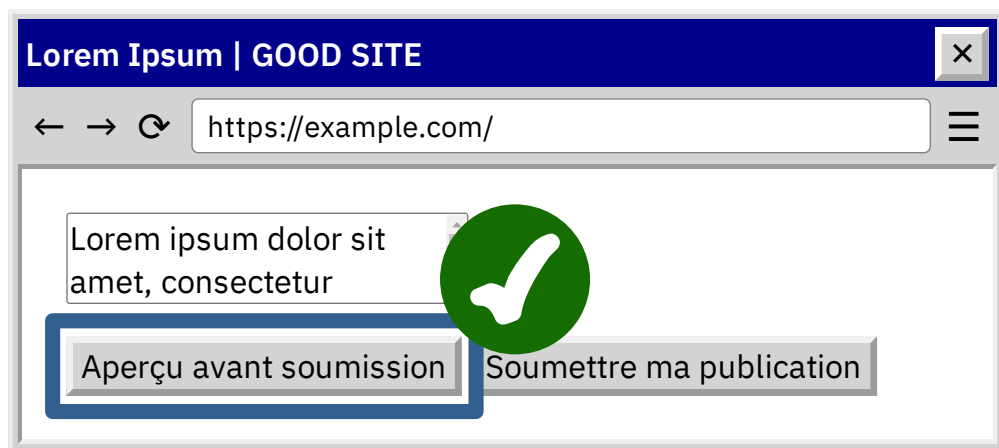 Lorem Ipsum | GOOD SITE
https://example.com/
Lorem ipsum dolor sit
amet, consectetur
Aperçu avant soumission Soumettre ma publication